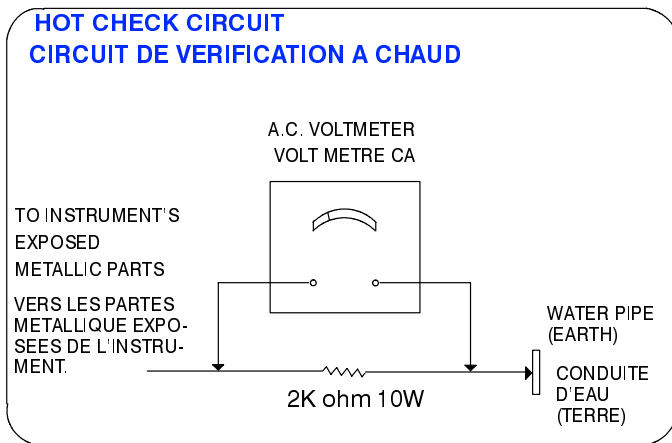 HOT CHECK CIRCUIT
CIRCUIT DE VERIFICATION A CHAUD
A.C. VOLTMETER
VOLT METRE CA
TO INSTRUMENT'S
EXPOSED
METALLIC PARTS
VERS LES PARTES
METALLIQUE EXPO-
SEES DE L'INSTRU-
MENT.
2K ohm 10W
WATER PIPE
(EARTH)
CONDUITE
D'EAU
(TERRE)